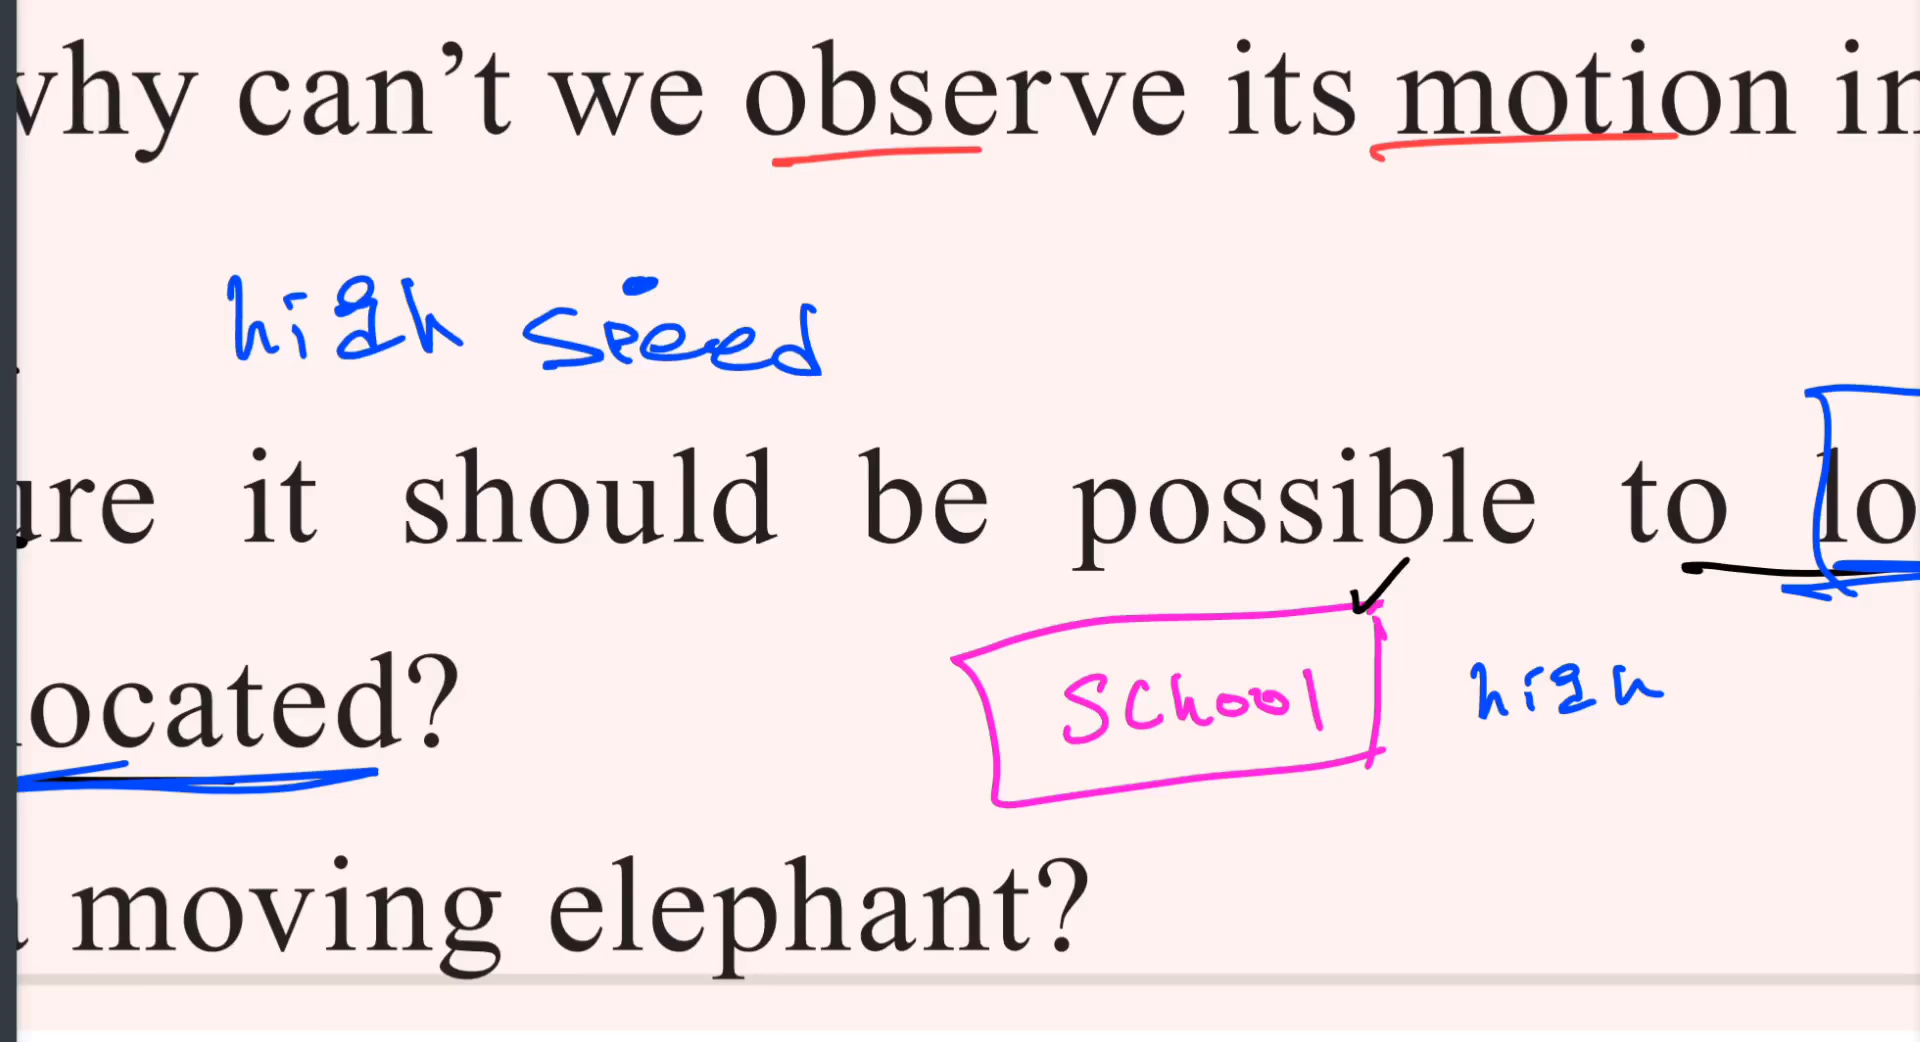 why can't we observe its motion in
high speed
ure it should be possible to lo
located?
School high
moving elephant?